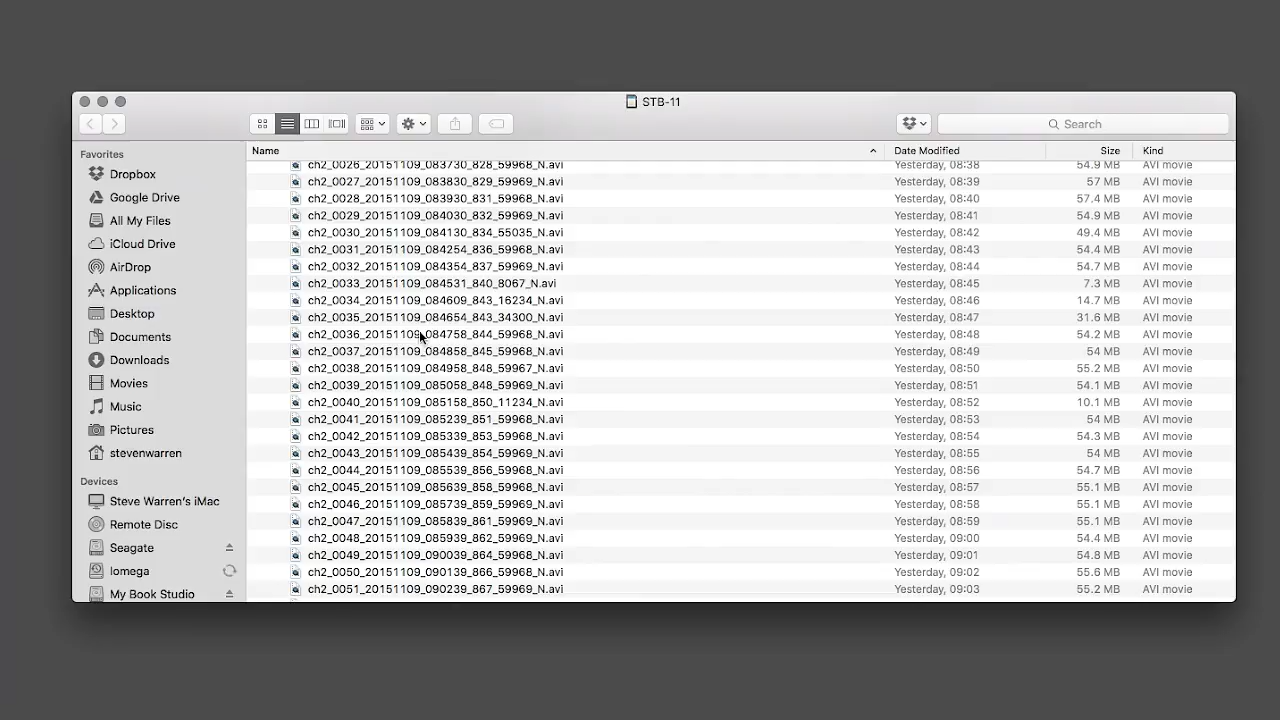 STB-11
Search
Name Date Modified Size Kind
Favorites
Dropbox
Google Drive
All My Files
iCloud Drive
AirDrop
Applications
Desktop
Documents
Downloads
Movies
Music
Pictures
stevenwarren
Devices
Steve Warren's iMac
Remote Disc
Seagate
Iomega
My Book Studio
ch2_0026_20151109_083730_828_59968_N.avi Yesterday, 08:38 54.9 MB AVI movie
ch2_0027_20151109_083830_829_59969_N.avi Yesterday, 08:39 57 MB AVI movie
ch2_0028_20151109_083930_831_59968_N.avi Yesterday, 08:40 57.4 MB AVI movie
ch2_0029_20151109_084030_832_59969_N.avi Yesterday, 08:41 54.9 MB AVI movie
ch2_0030_20151109_084130_834_55035_N.avi Yesterday, 08:42 49.4 MB AVI movie
ch2_0031_20151109_084254_836_59968_N.avi Yesterday, 08:43 54.4 MB AVI movie
ch2_0032_20151109_084354_837_59969_N.avi Yesterday, 08:44 54.7 MB AVI movie
ch2_0033_20151109_084531_840_8067_N.avi Yesterday, 08:45 7.3 MB AVI movie
ch2_0034_20151109_084609_843_16234_N.avi Yesterday, 08:46 14.7 MB AVI movie
ch2_0035_20151109_084654_843_34300_N.avi Yesterday, 08:47 31.6 MB AVI movie
ch2_0036_20151109_084758_844_59968_N.avi Yesterday, 08:48 54.2 MB AVI movie
ch2_0037_20151109_084858_845_59968_N.avi Yesterday, 08:49 54 MB AVI movie
ch2_0038_20151109_084958_848_59967_N.avi Yesterday, 08:50 55.2 MB AVI movie
ch2_0039_20151109_085058_848_59969_N.avi Yesterday, 08:51 54.1 MB AVI movie
ch2_0040_20151109_085158_850_11234_N.avi Yesterday, 08:52 10.1 MB AVI movie
ch2_0041_20151109_085239_851_59968_N.avi Yesterday, 08:53 54 MB AVI movie
ch2_0042_20151109_085339_853_59968_N.avi Yesterday, 08:54 54.3 MB AVI movie
ch2_0043_20151109_085439_854_59968_N.avi Yesterday, 08:55 54 MB AVI movie
ch2_0044_20151109_085539_856_59968_N.avi Yesterday, 08:56 54.7 MB AVI movie
ch2_0045_20151109_085639_858_59968_N.avi Yesterday, 08:57 55.1 MB AVI movie
ch2_0046_20151109_085739_859_59969_N.avi Yesterday, 08:58 55.1 MB AVI movie
ch2_0047_20151109_085839_861_59969_N.avi Yesterday, 08:59 55.1 MB AVI movie
ch2_0048_20151109_085939_862_59969_N.avi Yesterday, 09:00 54.4 MB AVI movie
ch2_0049_20151109_090039_864_59968_N.avi Yesterday, 09:01 54.8 MB AVI movie
ch2_0050_20151109_090139_866_59968_N.avi Yesterday, 09:02 55.6 MB AVI movie
ch2_0051_20151109_090239_867_59969_N.avi Yesterday, 09:03 55.2 MB AVI movie